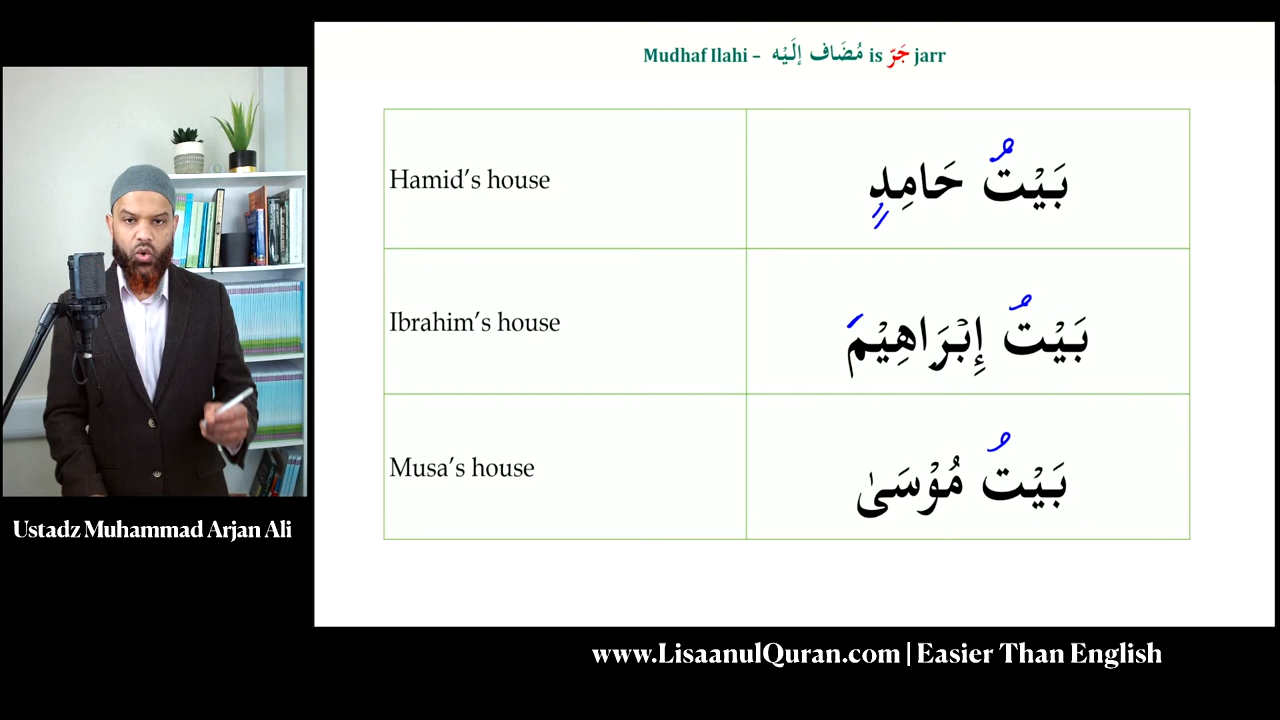 Mudhaf Ilahi – مُضَاف إلَيْه is جَرّ jarr
Hamid’s house
بَيْتُ حَامِدٍ
Ibrahim’s house
بَيْتُ إِبْرَاهِيْمَ
Musa’s house
بَيْتُ مُوْسَىٰ
Ustadz Muhammad Arjan Ali
www.LisaanulQuran.com | Easier Than English